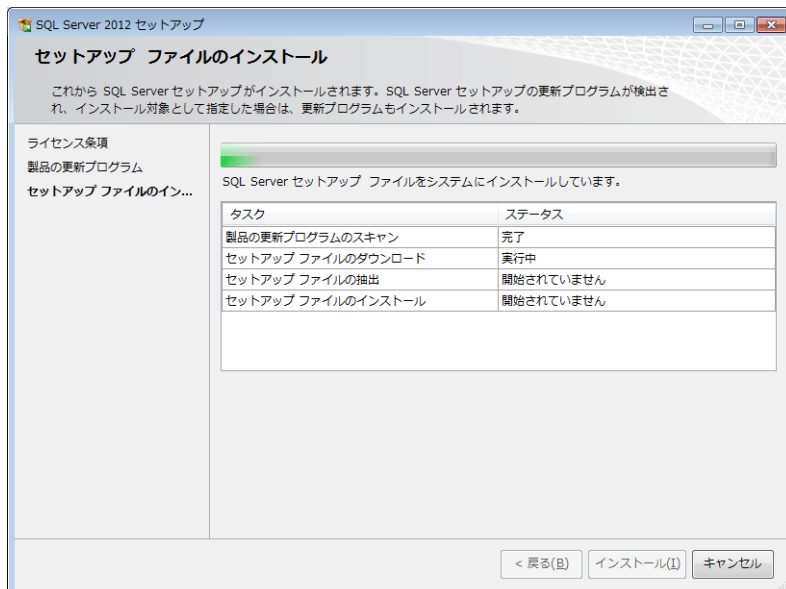 SQL Server 2012 セットアップ
セットアップ ファイルのインストール
これから SQL Server セットアップがインストールされます。SQL Server セットアップの更新プログラムが検出さ
れ、インストール対象として指定した場合は、更新プログラムもインストールされます。
ライセンス条項
製品の更新プログラム
セットアップ ファイルのイン...
SQL Server セットアップ ファイルをシステムにインストールしています。
タスク ステータス
製品の更新プログラムのスキャン 完了
セットアップ ファイルのダウンロード 実行中
セットアップ ファイルの抽出 開始されていません
セットアップ ファイルのインストール 開始されていません
< 戻る(B) インストール(I) キャンセル